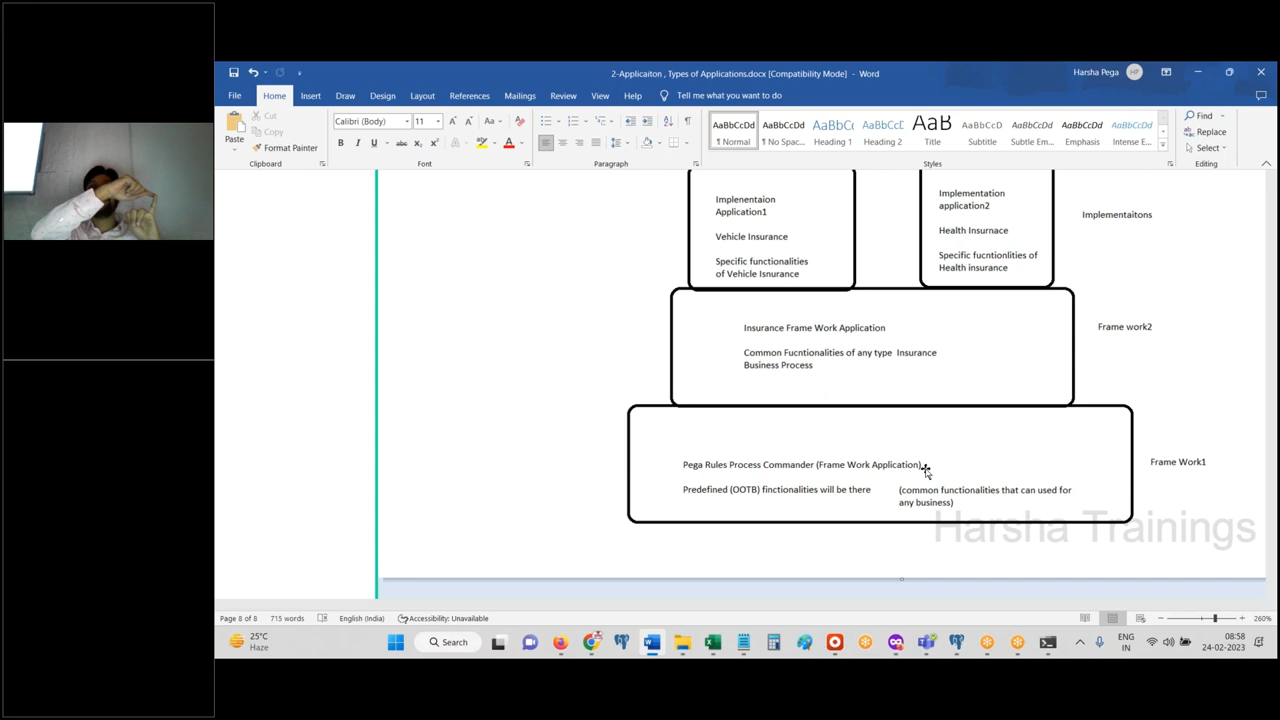 2-Applicaiton , Types of Applications.docx [Compatibility Mode] - Word
Harsha Pega
HP
File
Home
Insert
Draw
Design
Layout
References
Mailings
Review
View
Help
Tell me what you want to do
Paste
Cut
Copy
Format Painter
Clipboard
Calibri (Body)
11
Font
Paragraph
AaBbCcDd
¶ Normal
AaBbCcDd
¶ No Spac...
AaBbCc
Heading 1
AaBbCcC
Heading 2
AaB
Title
AaBbCcD
Subtitle
AaBbCcDd
Subtle Em...
AaBbCcDd
Emphasis
AaBbCcDd
Intense E...
Styles
Find
Replace
Select
Editing
Implenentaion
Application1
Vehicle Insurance
Specific functionalities
of Vehicle Isnurance
Implementation
application2
Health Insurnace
Specific fucntionlities of
Health insurance
Implementaitons
Insurance Frame Work Application
Common Fucntionalities of any type Insurance
Business Process
Frame work2
Pega Rules Process Commander (Frame Work Application)
Predefined (OOTB) finctionalities will be there
(common functionalities that can used for
any business)
Frame Work1
Harsha Trainings
Page 8 of 8
715 words
English (India)
Accessibility: Unavailable
260%
25°C
Haze
Search
ENG
IN
08:58
24-02-2023